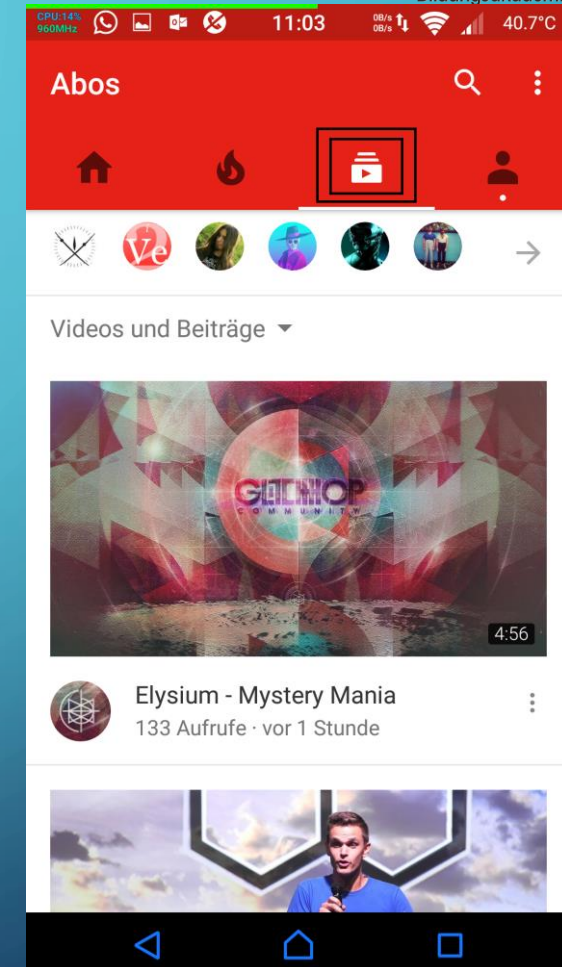 CPU:14%
960MHz
11:03
0B/s
0B/s
40.7°C
Abos
Ve
Videos und Beiträge
COMMUNITY
4:56
Elysium - Mystery Mania
133 Aufrufe · vor 1 Stunde